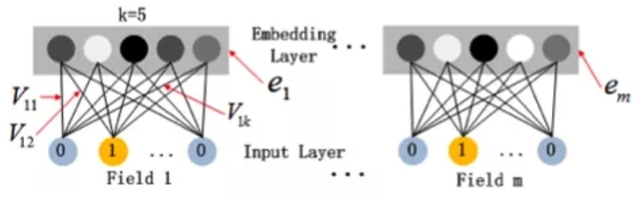 k=5
Embedding
Layer ...
e1
em
V11
V12
V1k
0 1 ... 0
Input Layer
...
0 1 ... 0
Field 1
Field m